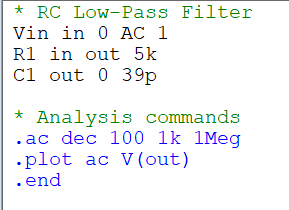 * RC Low-Pass Filter
Vin in 0 AC 1
R1 in out 5k
C1 out 0 39p
* Analysis commands
.ac dec 100 1k 1Meg
.plot ac V(out)
.end